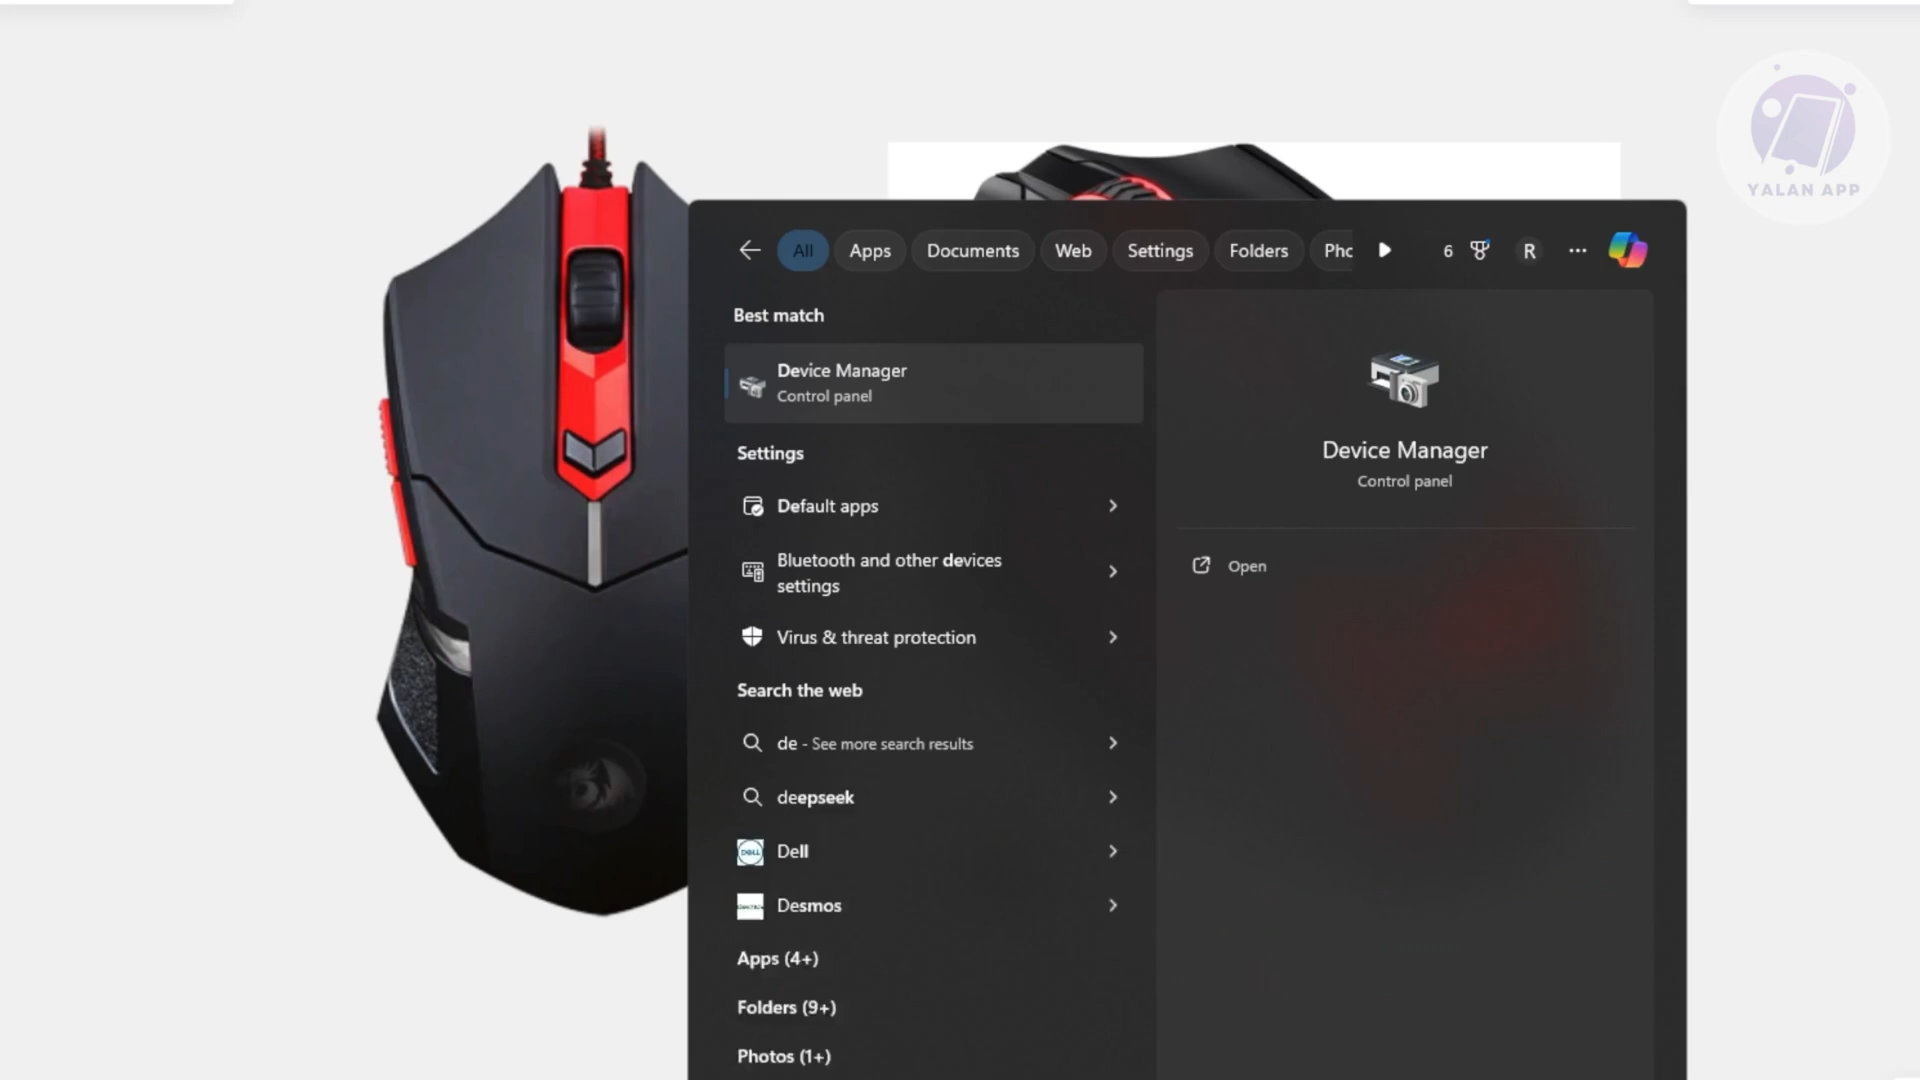 YALAN APP
All
Apps
Documents
Web
Settings
Folders
Pho
6
R
Best match
Device Manager
Control panel
Settings
Default apps
Bluetooth and other devices
settings
Virus & threat protection
Search the web
de - See more search results
deepseek
DELL
Dell
Desmos
Apps (4+)
Folders (9+)
Photos (1+)
Device Manager
Control panel
Open